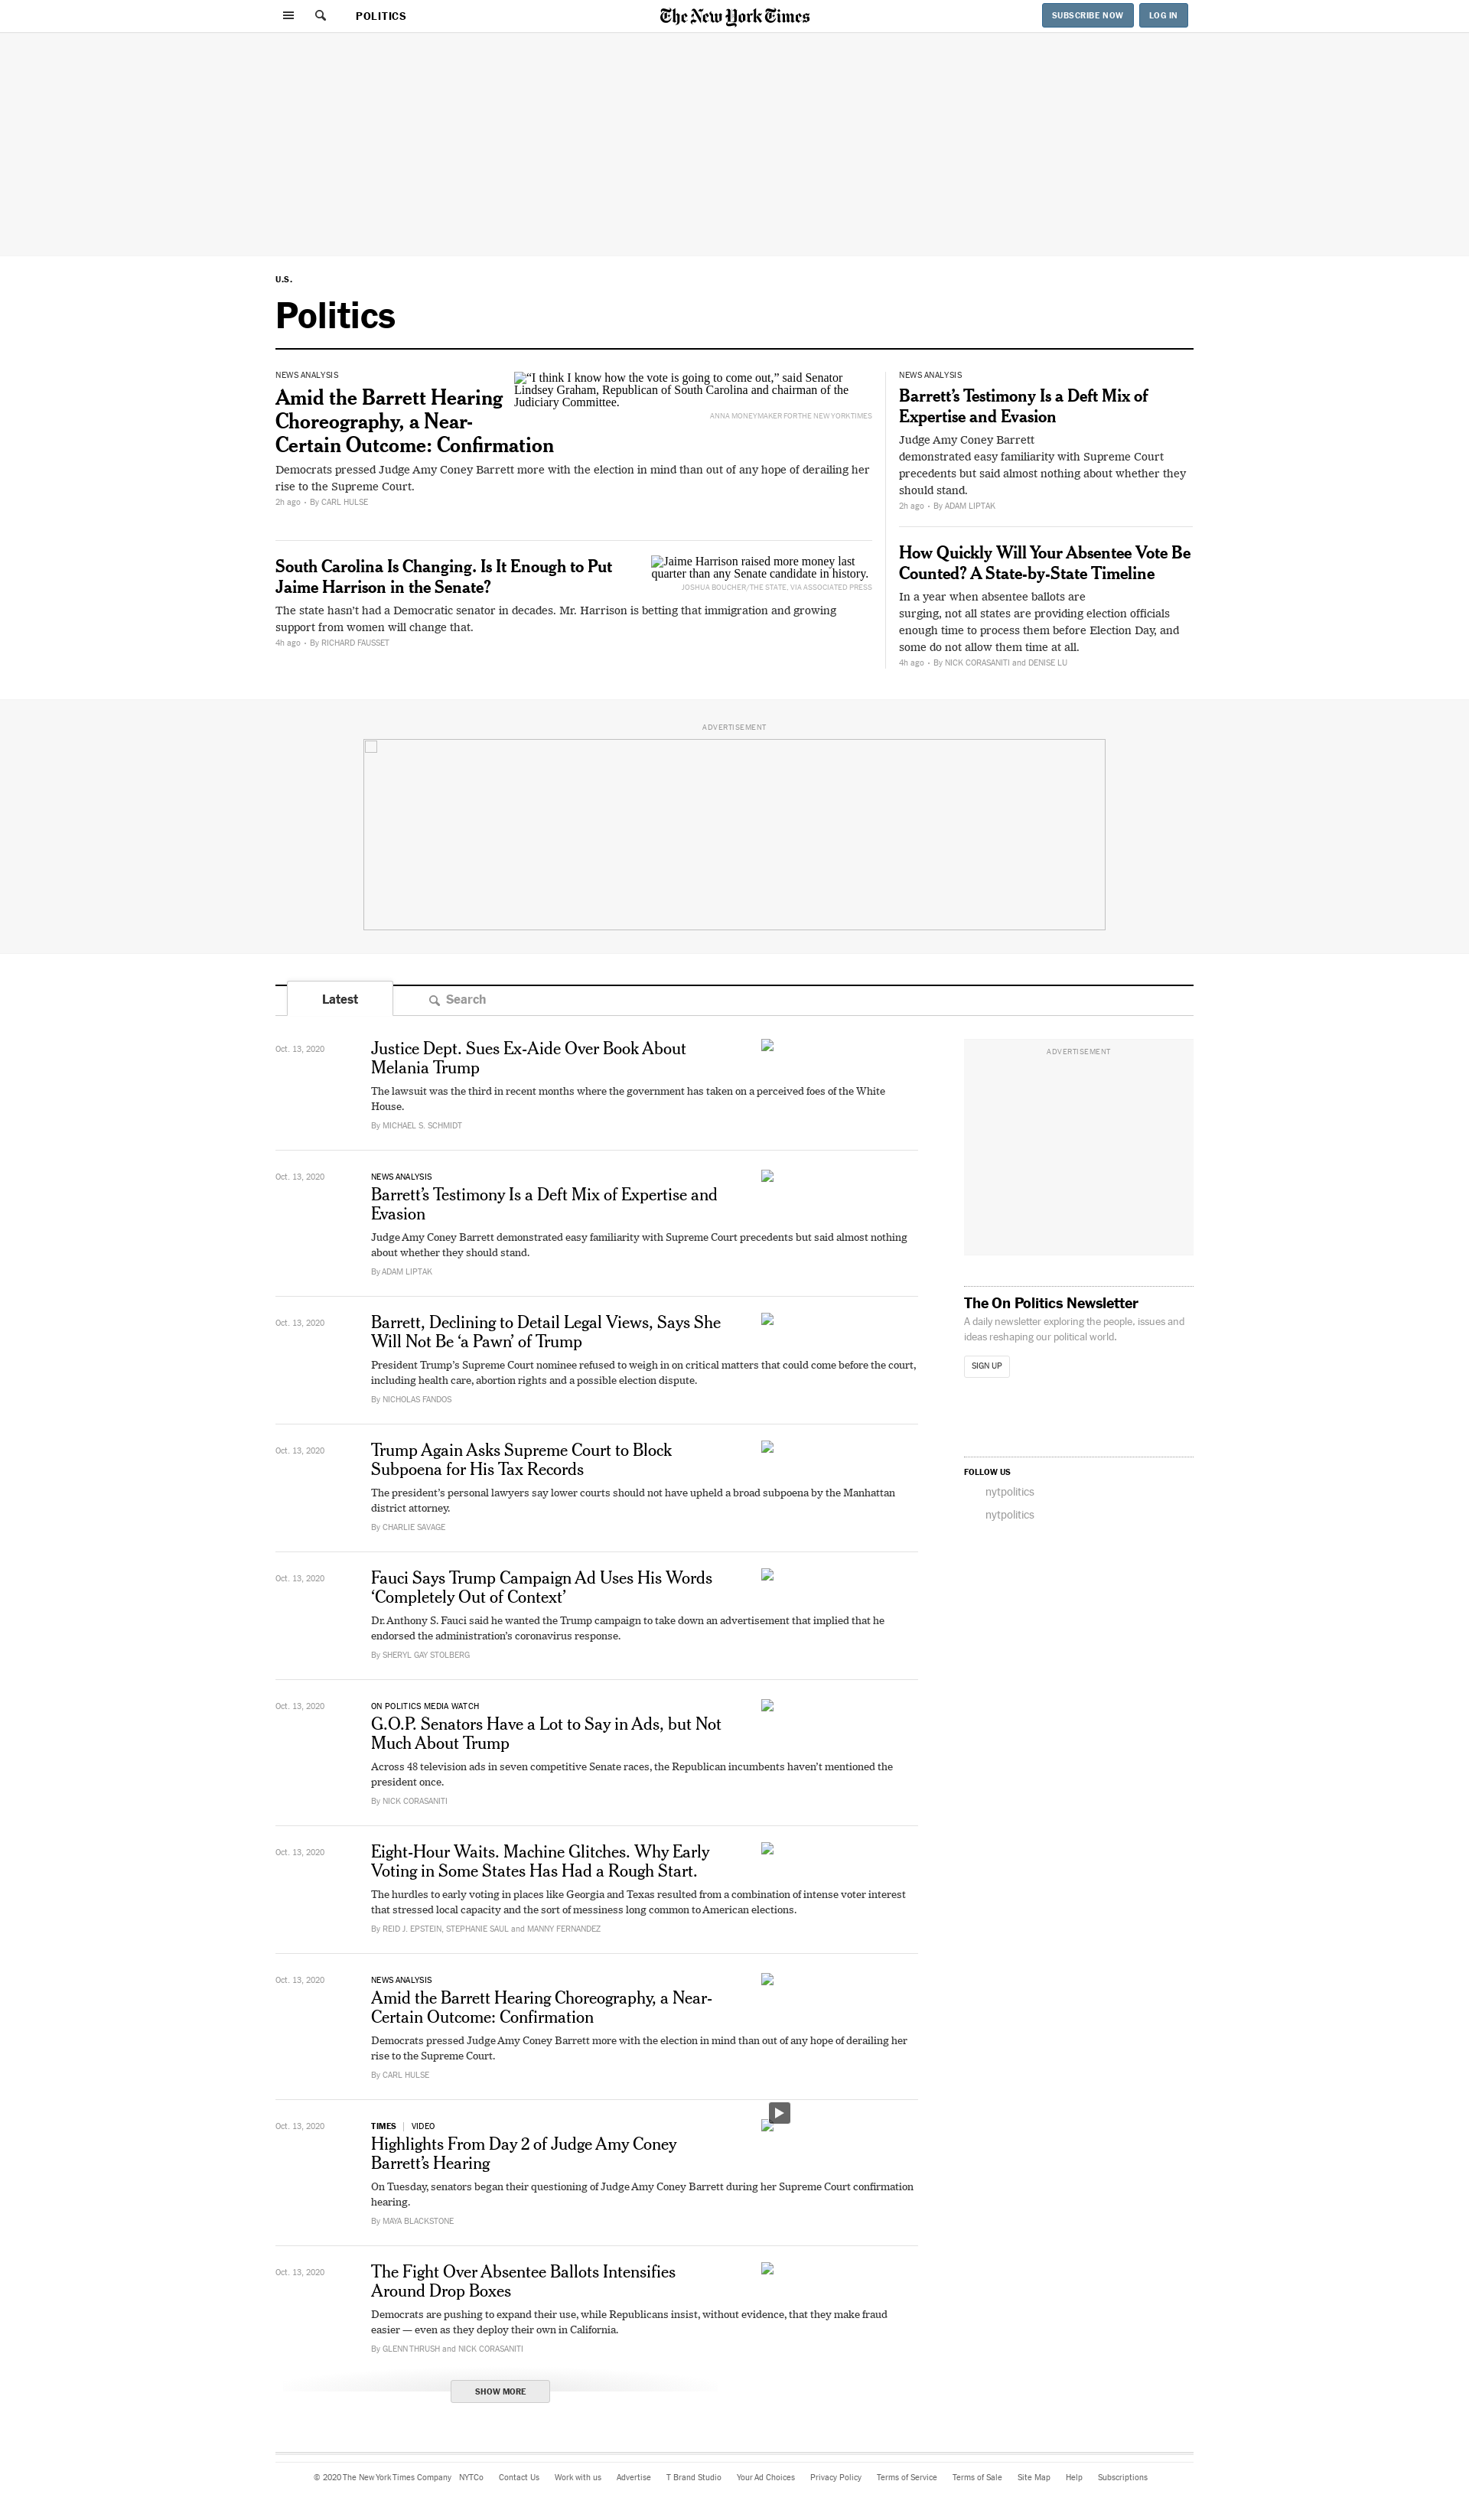 POLITICS
The New York Times
SUBSCRIBE NOW
LOG IN
U.S.
Politics
NEWS ANALYSIS
Amid the Barrett Hearing
Choreography, a Near-
Certain Outcome: Confirmation
“I think I know how the vote is going to come out,” said Senator
Lindsey Graham, Republican of South Carolina and chairman of the
Judiciary Committee.
ANNA MONEYMAKER FOR THE NEW YORK TIMES
Democrats pressed Judge Amy Coney Barrett more with the election in mind than out of any hope of derailing her
rise to the Supreme Court.
2h ago • By CARL HULSE
South Carolina Is Changing. Is It Enough to Put
Jaime Harrison in the Senate?
Jaime Harrison raised more money last
quarter than any Senate candidate in history.
JOSHUA BOUCHER/THE STATE, VIA ASSOCIATED PRESS
The state hasn’t had a Democratic senator in decades. Mr. Harrison is betting that immigration and growing
support from women will change that.
4h ago • By RICHARD FAUSSET
NEWS ANALYSIS
Barrett’s Testimony Is a Deft Mix of
Expertise and Evasion
Judge Amy Coney Barrett
demonstrated easy familiarity with Supreme Court
precedents but said almost nothing about whether they
should stand.
2h ago • By ADAM LIPTAK
How Quickly Will Your Absentee Vote Be
Counted? A State-by-State Timeline
In a year when absentee ballots are
surging, not all states are providing election officials
enough time to process them before Election Day, and
some do not allow them time at all.
4h ago • By NICK CORASANITI and DENISE LU
ADVERTISEMENT
Latest
Search
Oct. 13, 2020
Justice Dept. Sues Ex-Aide Over Book About
Melania Trump
The lawsuit was the third in recent months where the government has taken on a perceived foes of the White
House.
By MICHAEL S. SCHMIDT
Oct. 13, 2020
NEWS ANALYSIS
Barrett’s Testimony Is a Deft Mix of Expertise and
Evasion
Judge Amy Coney Barrett demonstrated easy familiarity with Supreme Court precedents but said almost nothing
about whether they should stand.
By ADAM LIPTAK
Oct. 13, 2020
Barrett, Declining to Detail Legal Views, Says She
Will Not Be ‘a Pawn’ of Trump
President Trump’s Supreme Court nominee refused to weigh in on critical matters that could come before the court,
including health care, abortion rights and a possible election dispute.
By NICHOLAS FANDOS
Oct. 13, 2020
Trump Again Asks Supreme Court to Block
Subpoena for His Tax Records
The president’s personal lawyers say lower courts should not have upheld a broad subpoena by the Manhattan
district attorney.
By CHARLIE SAVAGE
Oct. 13, 2020
Fauci Says Trump Campaign Ad Uses His Words
‘Completely Out of Context’
Dr. Anthony S. Fauci said he wanted the Trump campaign to take down an advertisement that implied that he
endorsed the administration’s coronavirus response.
By SHERYL GAY STOLBERG
Oct. 13, 2020
ON POLITICS MEDIA WATCH
G.O.P. Senators Have a Lot to Say in Ads, but Not
Much About Trump
Across 48 television ads in seven competitive Senate races, the Republican incumbents haven’t mentioned the
president once.
By NICK CORASANITI
Oct. 13, 2020
Eight-Hour Waits. Machine Glitches. Why Early
Voting in Some States Has Had a Rough Start.
The hurdles to early voting in places like Georgia and Texas resulted from a combination of intense voter interest
that stressed local capacity and the sort of messiness long common to American elections.
By REID J. EPSTEIN, STEPHANIE SAUL and MANNY FERNANDEZ
Oct. 13, 2020
NEWS ANALYSIS
Amid the Barrett Hearing Choreography, a Near-
Certain Outcome: Confirmation
Democrats pressed Judge Amy Coney Barrett more with the election in mind than out of any hope of derailing her
rise to the Supreme Court.
By CARL HULSE
Oct. 13, 2020
TIMES | VIDEO
Highlights From Day 2 of Judge Amy Coney
Barrett’s Hearing
On Tuesday, senators began their questioning of Judge Amy Coney Barrett during her Supreme Court confirmation
hearing.
By MAYA BLACKSTONE
Oct. 13, 2020
The Fight Over Absentee Ballots Intensifies
Around Drop Boxes
Democrats are pushing to expand their use, while Republicans insist, without evidence, that they make fraud
easier — even as they deploy their own in California.
By GLENN THRUSH and NICK CORASANITI
SHOW MORE
ADVERTISEMENT
The On Politics Newsletter
A daily newsletter exploring the people, issues and
ideas reshaping our political world.
SIGN UP
FOLLOW US
nytpolitics
nytpolitics
© 2020 The New York Times Company NYTCo Contact Us Work with us Advertise T Brand Studio Your Ad Choices Privacy Policy Terms of Service Terms of Sale Site Map Help Subscriptions